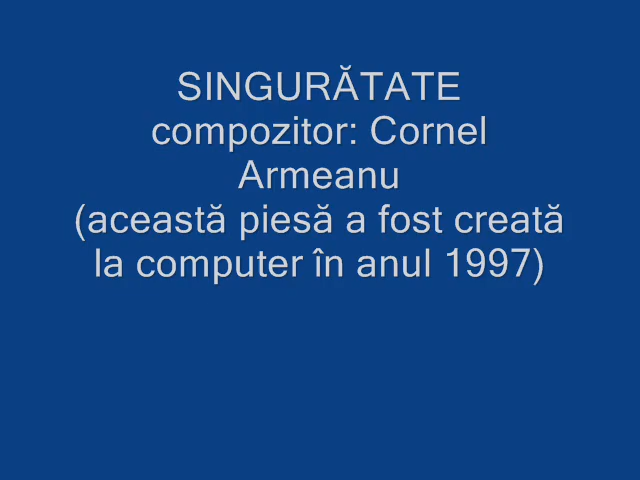 SINGURĂTATE
compozitor: Cornel
Armeanu
(această piesă a fost creată
la computer în anul 1997)